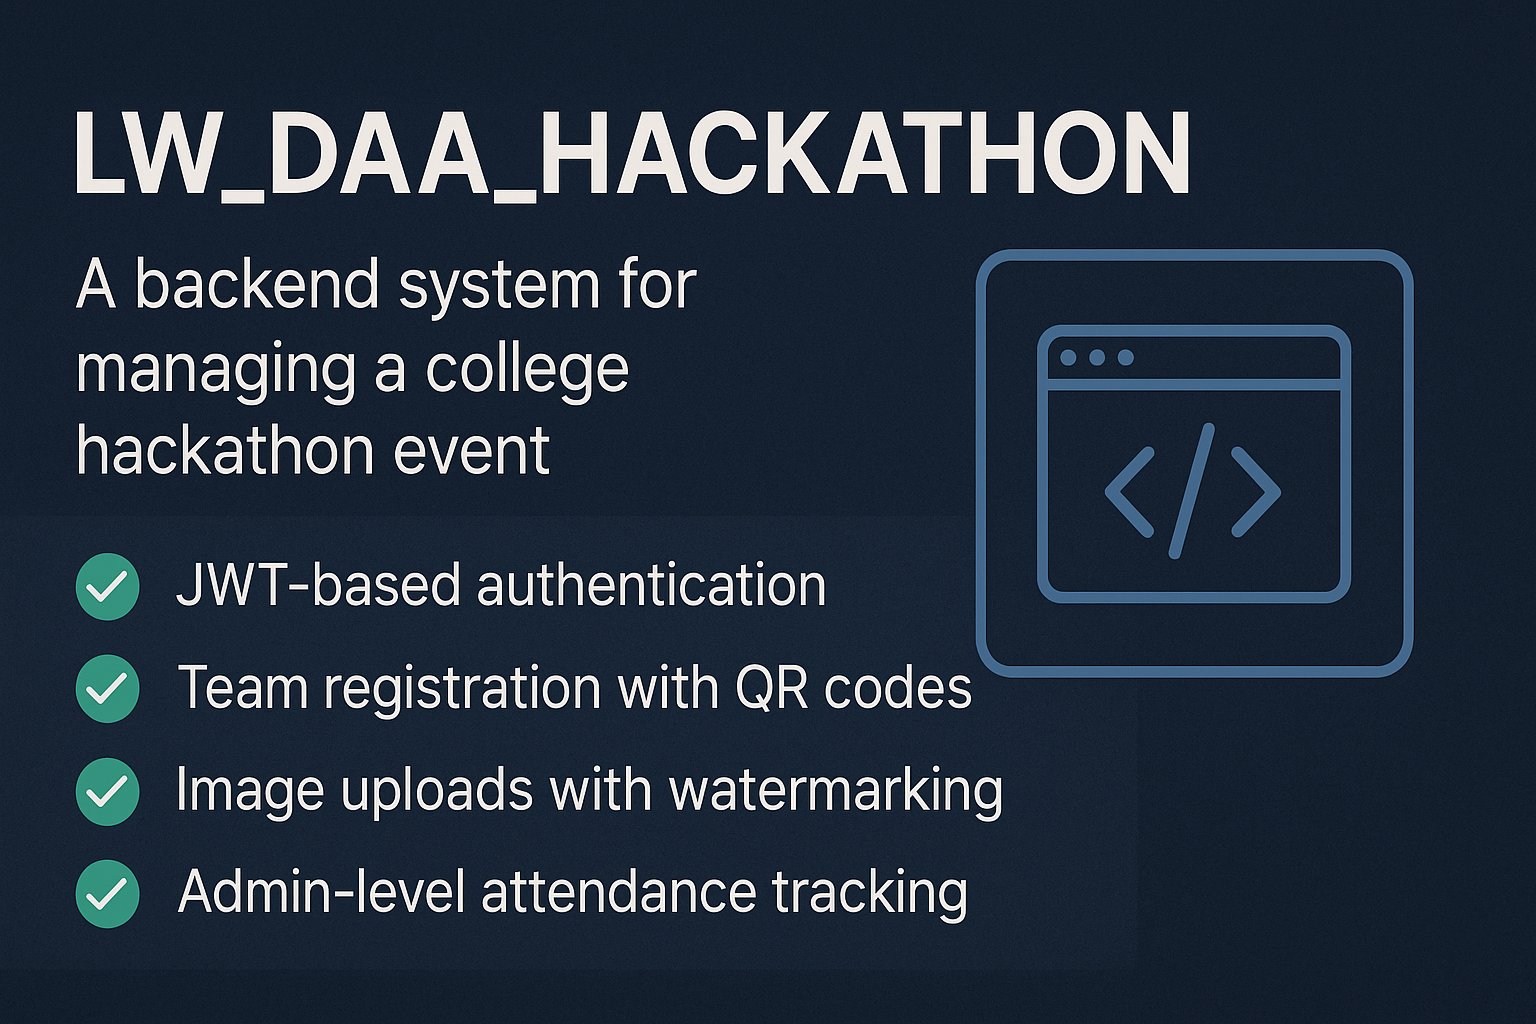 LW_DAA_HACKATHON
A backend system for
managing a college
hackathon event
JWT-based authentication
Team registration with QR codes
Image uploads with watermarking
Admin-level attendance tracking